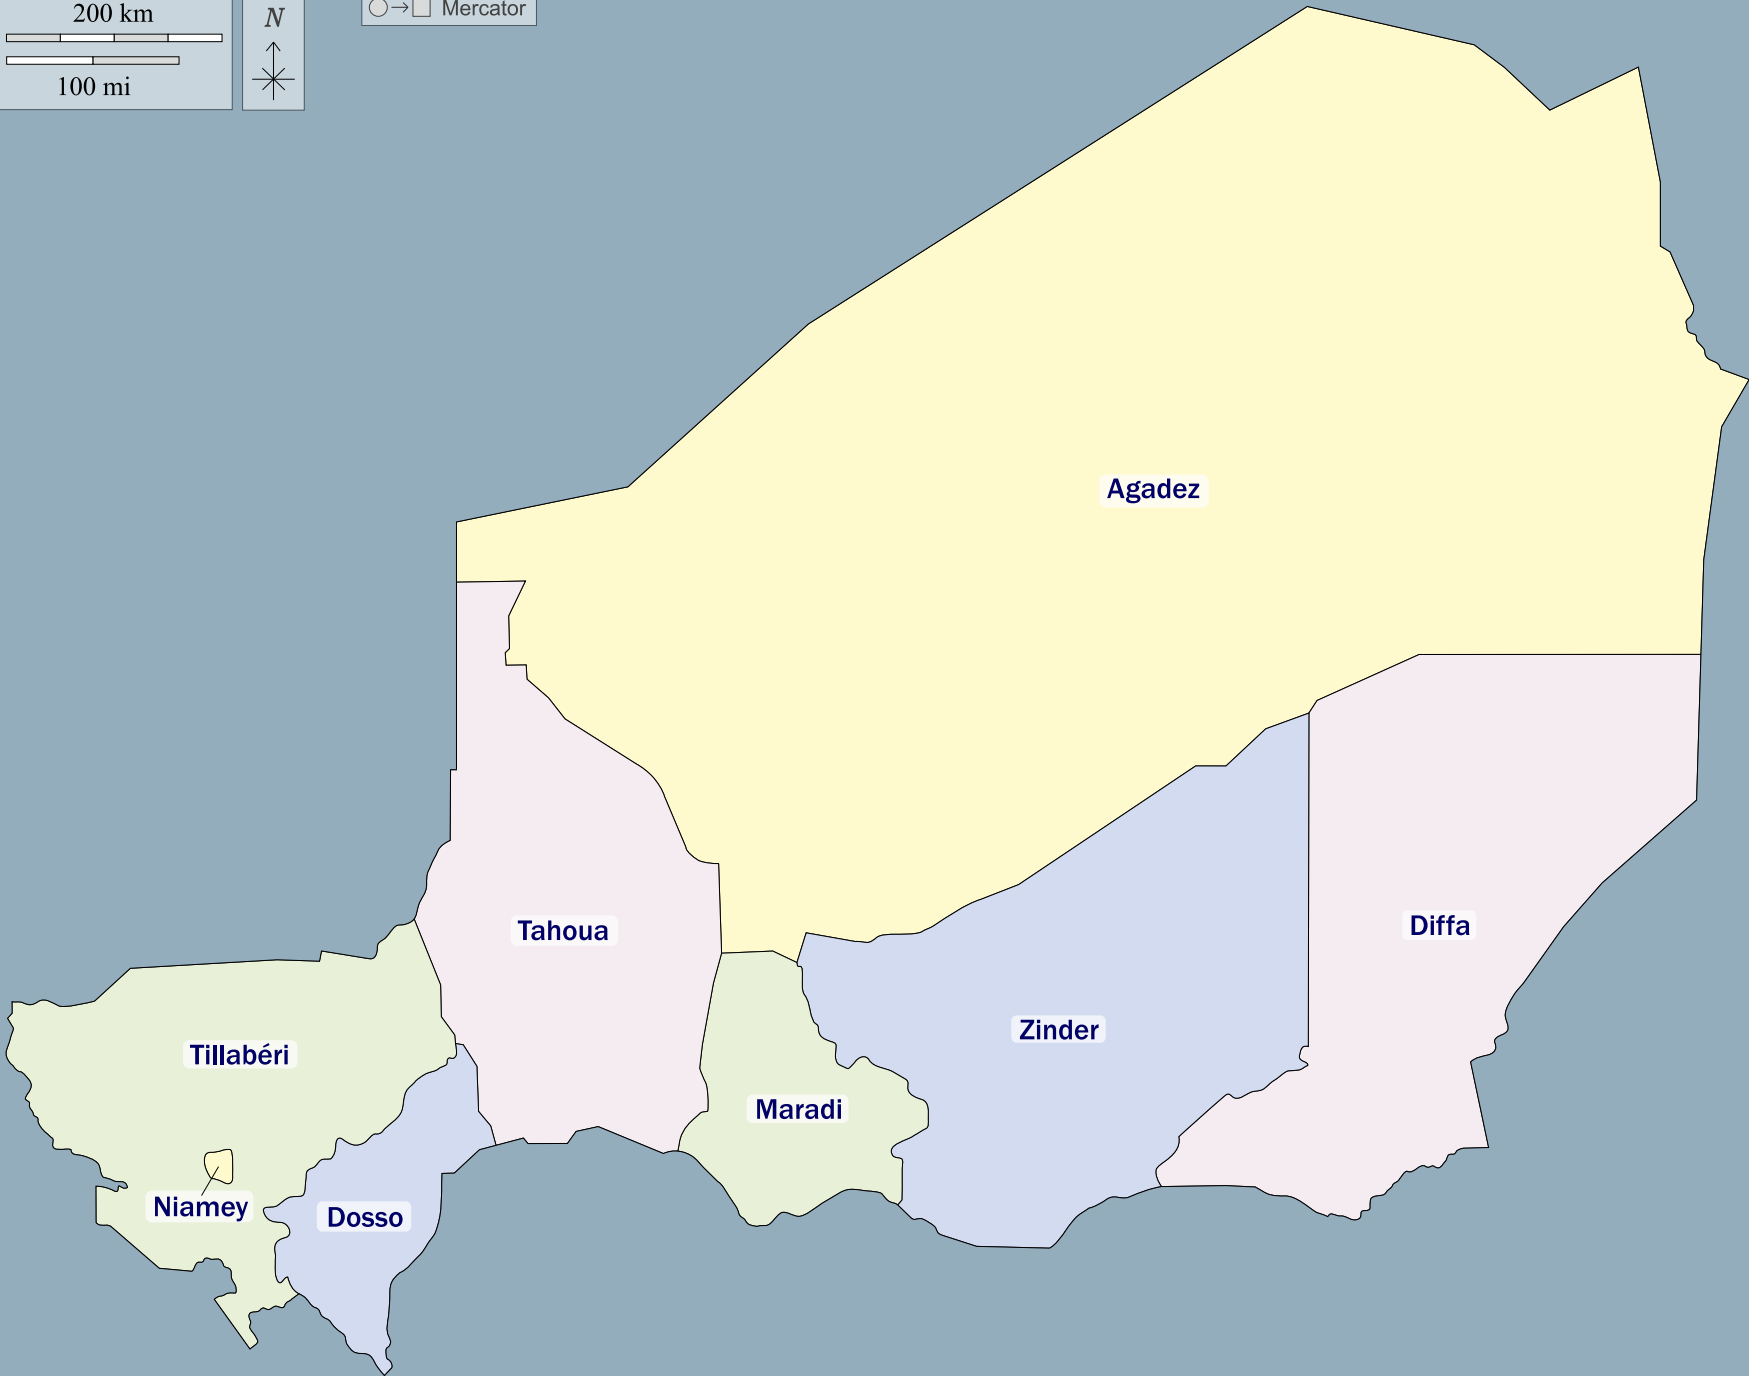 200 km
100 mi
N
Mercator
Agadez
Tahoua
Diffa
Zinder
Tillabéri
Maradi
Niamey
Dosso